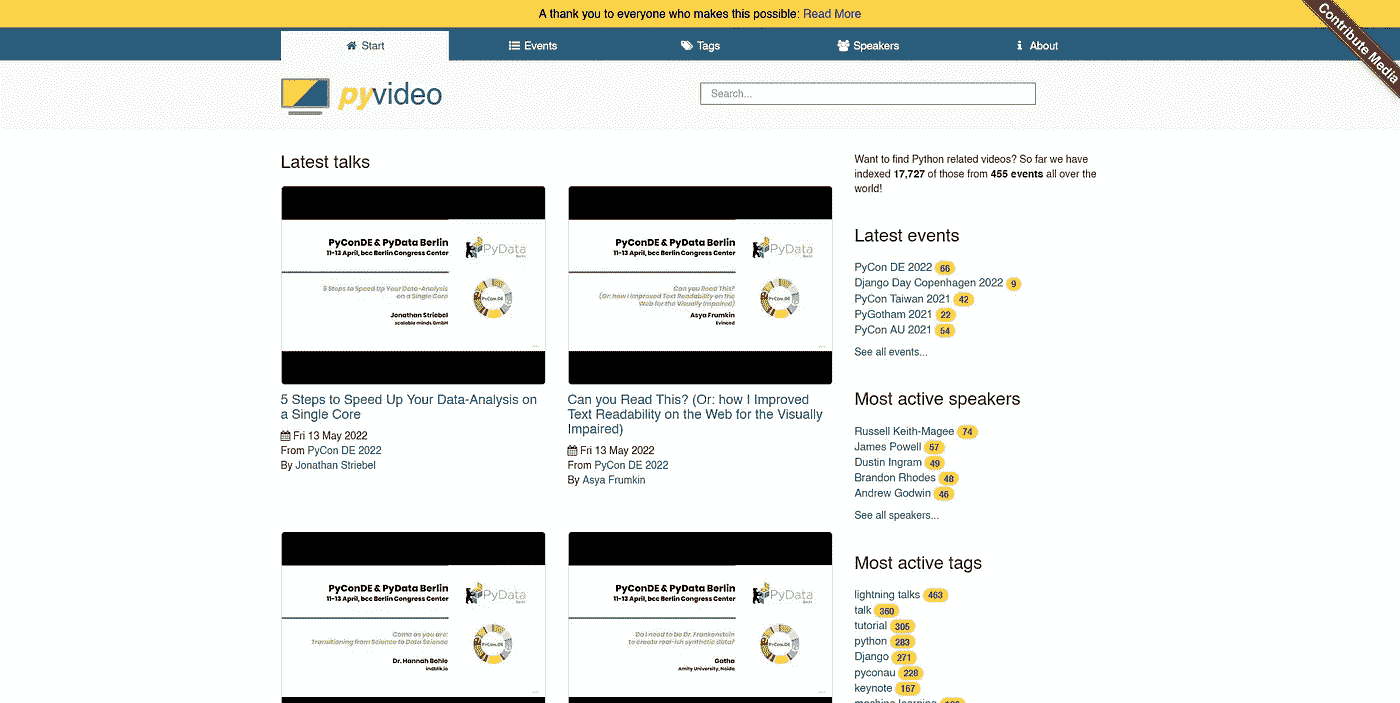 A thank you to everyone who makes this possible: Read More
Start
Events
Tags
Speakers
About
Contribute Media
pyvideo
Search...
Latest talks
PyConDE & PyData Berlin
11-13 April, bcc Berlin Congress Center
PyData
Berlin
5 Steps to Speed Up Your Data-Analysis
on a Single Core
PyCon.DE
Jonathan Striebel
scalable minds GmbH
5 Steps to Speed Up Your Data-Analysis on
a Single Core
Fri 13 May 2022
From PyCon DE 2022
By Jonathan Striebel
PyConDE & PyData Berlin
11-13 April, bcc Berlin Congress Center
PyData
Berlin
Can you Read This?
(Or: how I Improved Text Readability on the
Web for the Visually Impaired)
PyCon.DE
Asya Frumkin
Evinced
Can you Read This? (Or: how I Improved
Text Readability on the Web for the Visually
Impaired)
Fri 13 May 2022
From PyCon DE 2022
By Asya Frumkin
PyConDE & PyData Berlin
11-13 April, bcc Berlin Congress Center
PyData
Berlin
Come as you are:
Transitioning from Science to Data Science
PyCon.DE
Dr. Hannah Bohle
indblk.io
PyConDE & PyData Berlin
11-13 April, bcc Berlin Congress Center
PyData
Berlin
Do I need to be Dr. Frankenstein
to create real-ish synthetic data?
PyCon.DE
Gatha
Amity University, Noida
Want to find Python related videos? So far we have
indexed 17,727 of those from 455 events all over the
world!
Latest events
PyCon DE 2022 66
Django Day Copenhagen 2022 9
PyCon Taiwan 2021 42
PyGotham 2021 22
PyCon AU 2021 54
See all events...
Most active speakers
Russell Keith-Magee 74
James Powell 57
Dustin Ingram 49
Brandon Rhodes 48
Andrew Godwin 46
See all speakers...
Most active tags
lightning talks 463
talk 360
tutorial 305
python 283
Django 271
pyconau 228
keynote 167
machine learning